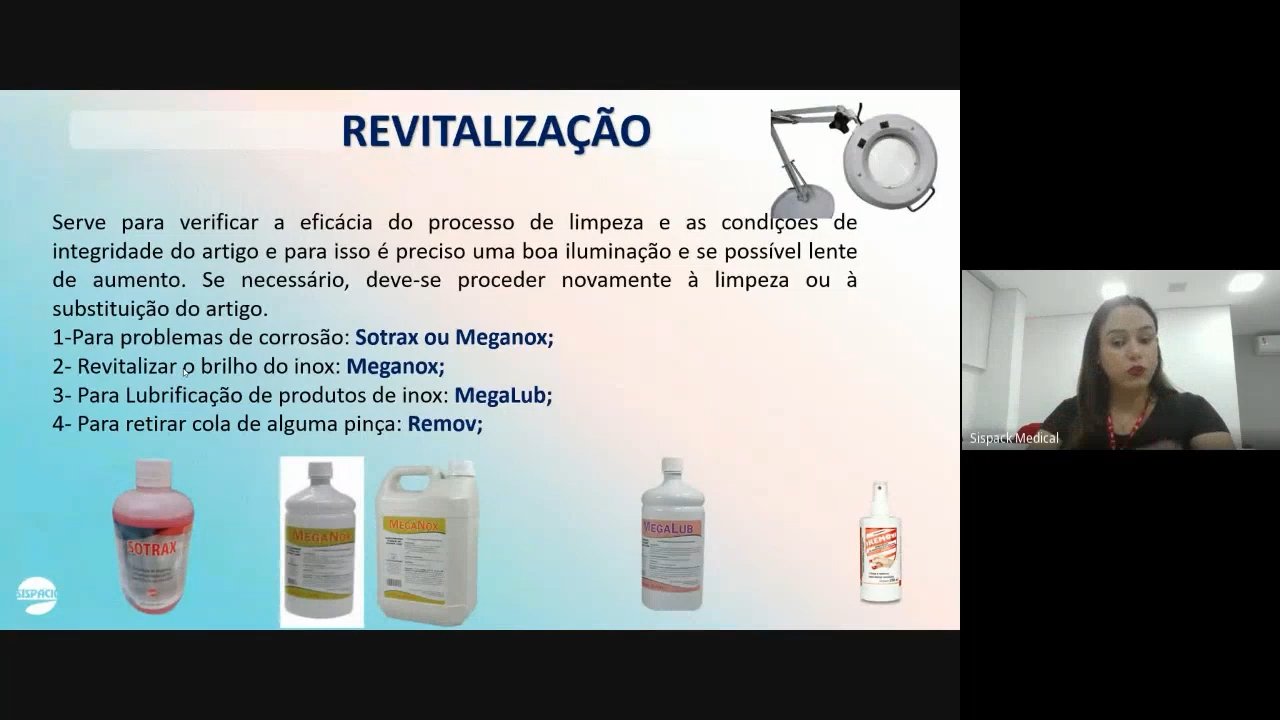 REVITALIZAÇÃO
Serve para verificar a eficácia do processo de limpeza e as condições de
integridade do artigo e para isso é preciso uma boa iluminação e se possível lente
de aumento. Se necessário, deve-se proceder novamente à limpeza ou à
substituição do artigo.
1-Para problemas de corrosão: Sotrax ou Meganox;
2- Revitalizar o brilho do inox: Meganox;
3- Para Lubrificação de produtos de inox: MegaLub;
4- Para retirar cola de alguma pinça: Remov;
SOTRAX
MEGANOX
MEGANOX
MEGALUB
REMOV
SISPACK
Sispack Medical